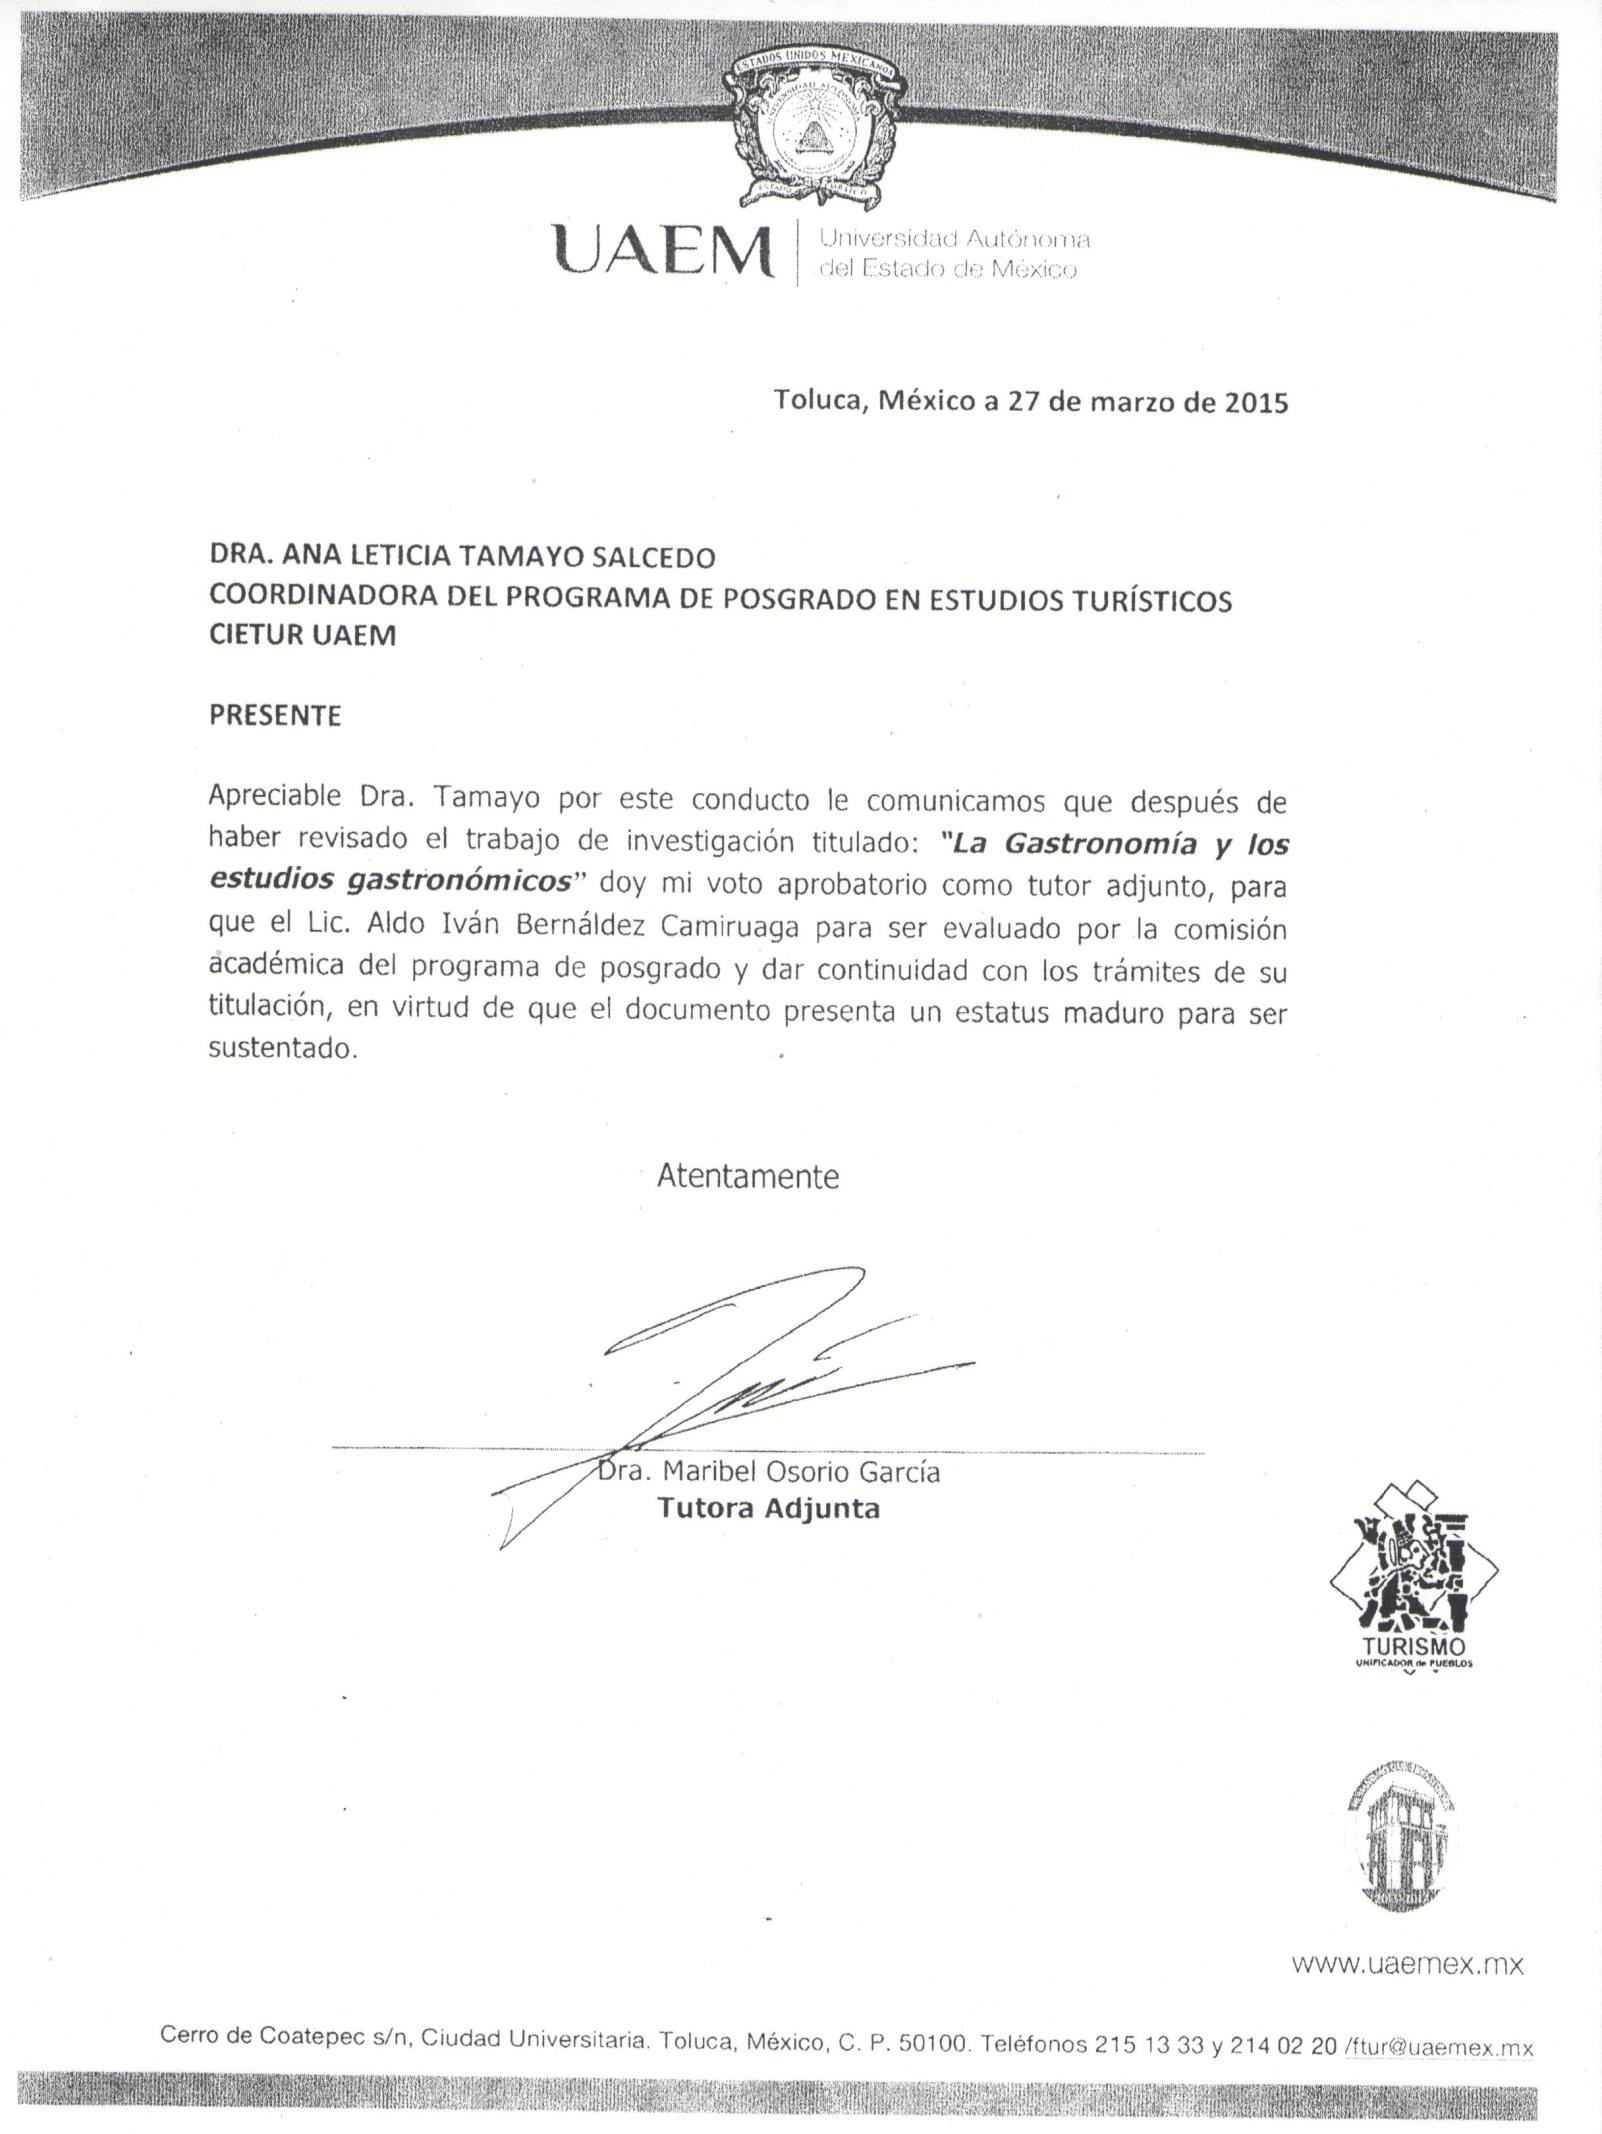 ESTADOS UNIDOS MEXICANOS
UAEM
Universidad Autónoma
del Estado de México
Toluca, México a 27 de marzo de 2015
DRA. ANA LETICIA TAMAYO SALCEDO
COORDINADORA DEL PROGRAMA DE POSGRADO EN ESTUDIOS TURÍSTICOS
CIETUR UAEM
PRESENTE
Apreciable Dra. Tamayo por este conducto le comunicamos que después de
haber revisado el trabajo de investigación titulado: "La Gastronomía y los
estudios gastronómicos” doy mi voto aprobatorio como tutor adjunto, para
que el Lic. Aldo Iván Bernáldez Camiruaga para ser evaluado por la comisión
académica del programa de posgrado y dar continuidad con los trámites de su
titulación, en virtud de que el documento presenta un estatus maduro para ser
sustentado.
Atentamente
Dra. Maribel Osorio García
Tutora Adjunta
TURISMO
UNIFICADOR de PUEBLOS
www.uaemex.mx
Cerro de Coatepec s/n, Ciudad Universitaria. Toluca, México, C. P. 50100. Teléfonos 215 13 33 y 214 02 20 /ftur@uaemex.mx